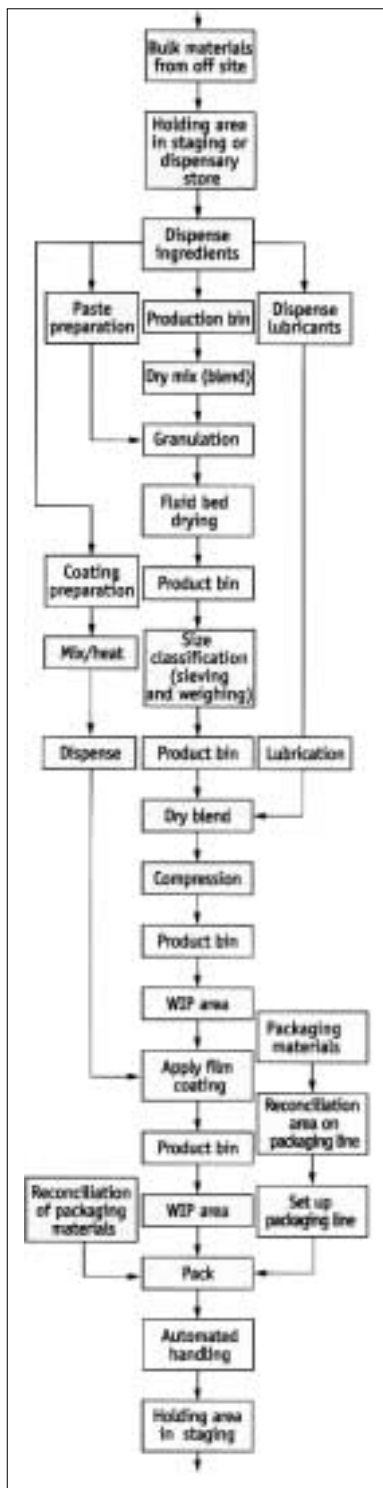 Bulk materials
from off site
Holding area
in staging or
dispensary
store
Dispense
ingredients
Paste
preparation
Production bin
Dispense
lubricants
Dry mix (blend)
Granulation
Fluid bed
drying
Coating
preparation
Product bin
Mix/heat
Size
classification
(sieving
and weighing)
Dispense
Product bin
Lubrication
Dry blend
Compression
Product bin
WIP area
Packaging
materials
Apply film
coating
Reconciliation
area on
packaging line
Product bin
Reconciliation
of packaging
materials
WIP area
Set up
packaging line
Pack
Automated
handling
Holding area
in staging